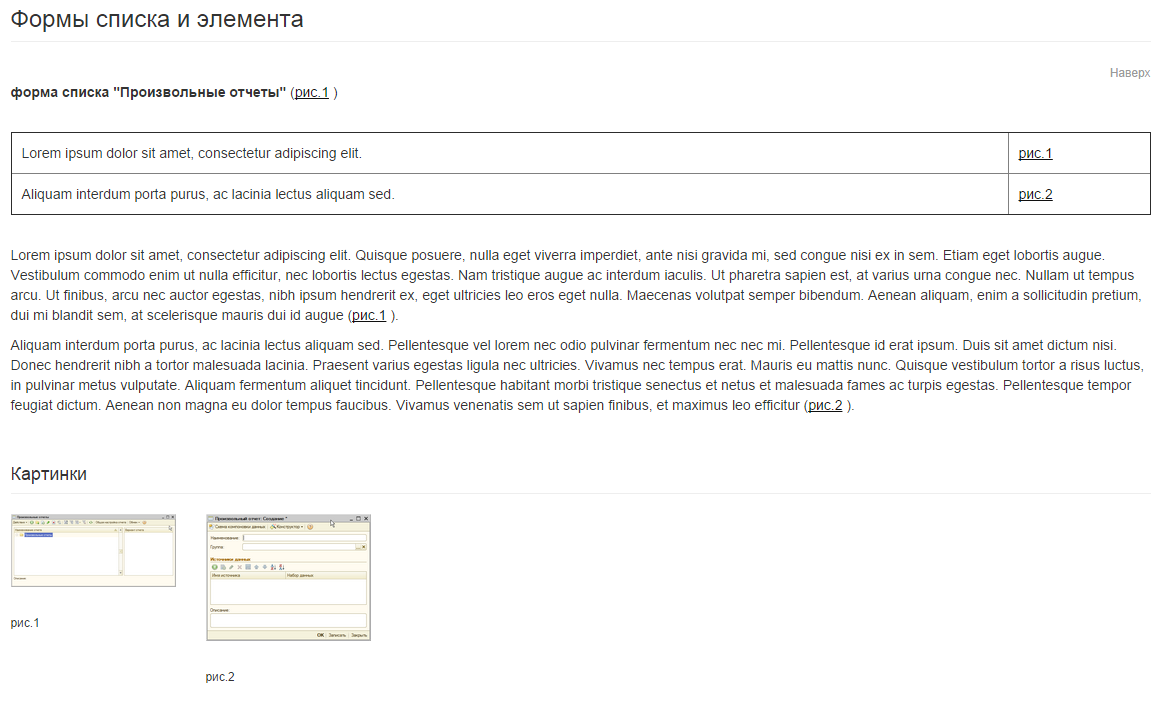 Формы списка и элемента
Наверх
форма списка "Произвольные отчеты" (рис.1 )
Lorem ipsum dolor sit amet, consectetur adipiscing elit.
рис.1
Aliquam interdum porta purus, ac lacinia lectus aliquam sed.
рис.2
Lorem ipsum dolor sit amet, consectetur adipiscing elit. Quisque posuere, nulla eget viverra imperdiet, ante nisi gravida mi, sed congue nisi ex in sem. Etiam eget lobortis augue.
Vestibulum commodo enim ut nulla efficitur, nec lobortis lectus egestas. Nam tristique augue ac interdum iaculis. Ut pharetra sapien est, at varius urna congue nec. Nullam ut tempus
arcu. Ut finibus, arcu nec auctor egestas, nibh ipsum hendrerit ex, eget ultricies leo eros eget nulla. Maecenas volutpat semper bibendum. Aenean aliquam, enim a sollicitudin pretium,
dui mi blandit sem, at scelerisque mauris dui id augue (рис.1 ).
Aliquam interdum porta purus, ac lacinia lectus aliquam sed. Pellentesque vel lorem nec odio pulvinar fermentum nec nec mi. Pellentesque id erat ipsum. Duis sit amet dictum nisi.
Donec hendrerit nibh a tortor malesuada lacinia. Praesent varius egestas ligula nec ultricies. Vivamus nec tempus erat. Mauris eu mattis nunc. Quisque vestibulum tortor a risus luctus,
in pulvinar metus vulputate. Aliquam fermentum aliquet tincidunt. Pellentesque habitant morbi tristique senectus et netus et malesuada fames ac turpis egestas. Pellentesque tempor
feugiat dictum. Aenean non magna eu dolor tempus faucibus. Vivamus venenatis sem ut sapien finibus, et maximus leo efficitur (рис.2 ).
Картинки
Произвольный отчет: Создание *
Схема компоновки данных
Конструктор
Наименование:
Группа:
Источники данных
Имя источника
Набор данных
Описание:
OK
Записать
Закрыть
рис.1
рис.2